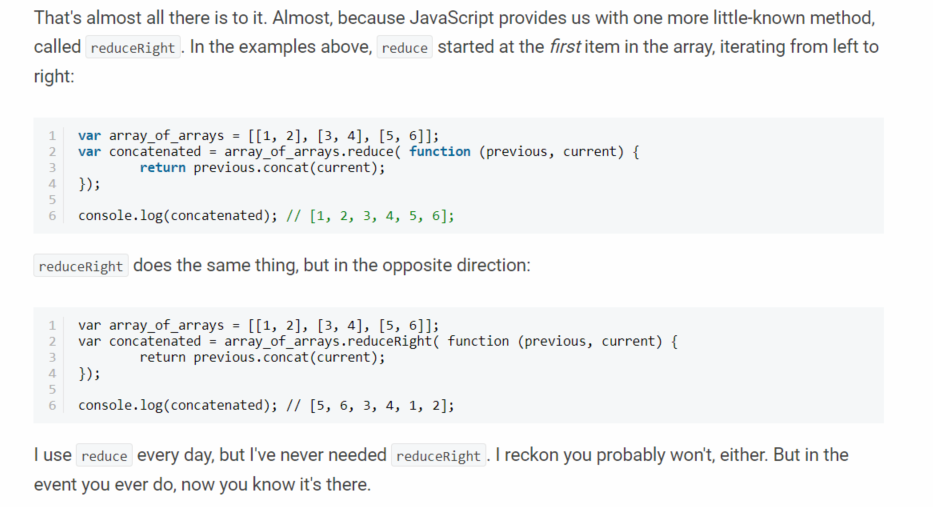 That's almost all there is to it. Almost, because JavaScript provides us with one more little-known method,
called reduceRight. In the examples above, reduce started at the first item in the array, iterating from left to
right:
1 var array_of_arrays = [[1, 2], [3, 4], [5, 6]];
2 var concatenated = array_of_arrays.reduce( function (previous, current) {
3         return previous.concat(current);
4 });
5
6 console.log(concatenated); // [1, 2, 3, 4, 5, 6];
reduceRight does the same thing, but in the opposite direction:
1 var array_of_arrays = [[1, 2], [3, 4], [5, 6]];
2 var concatenated = array_of_arrays.reduceRight( function (previous, current) {
3         return previous.concat(current);
4 });
5
6 console.log(concatenated); // [5, 6, 3, 4, 1, 2];
I use reduce every day, but I've never needed reduceRight. I reckon you probably won't, either. But in the
event you ever do, now you know it's there.